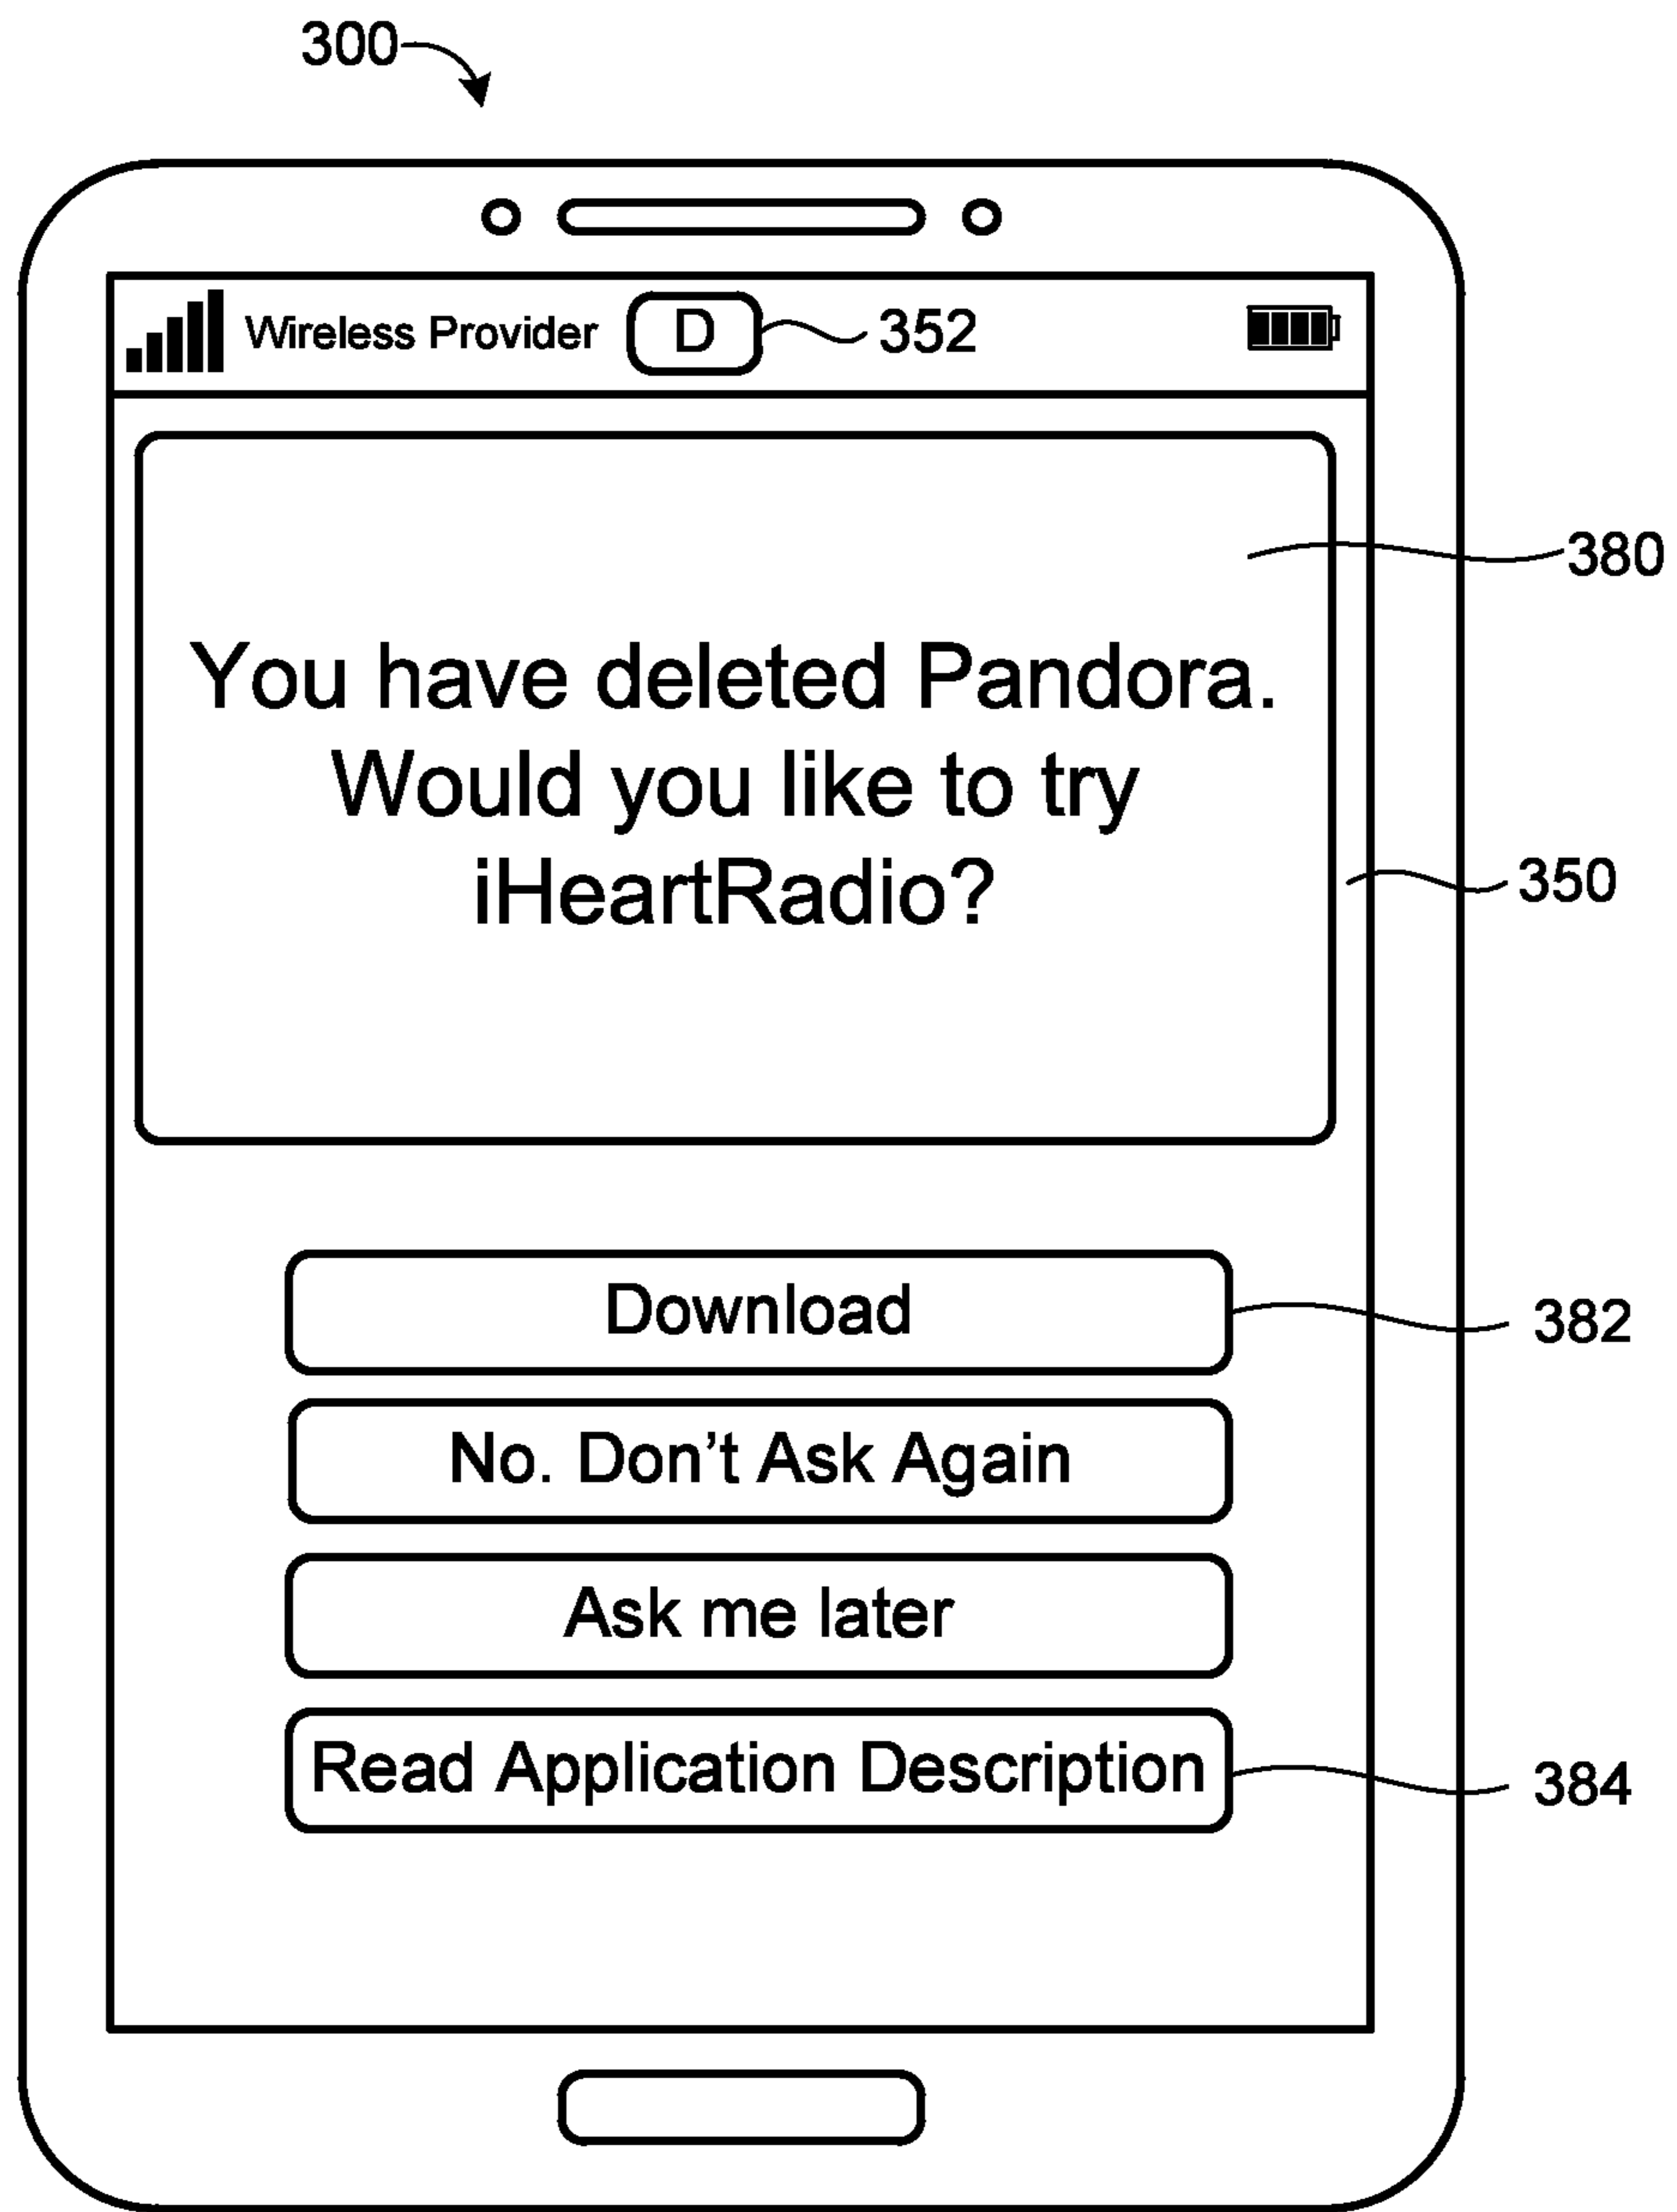 300
Wireless Provider D 352
380
You have deleted Pandora.
Would you like to try
iHeartRadio?
350
Download
382
No. Don't Ask Again
Ask me later
Read Application Description
384